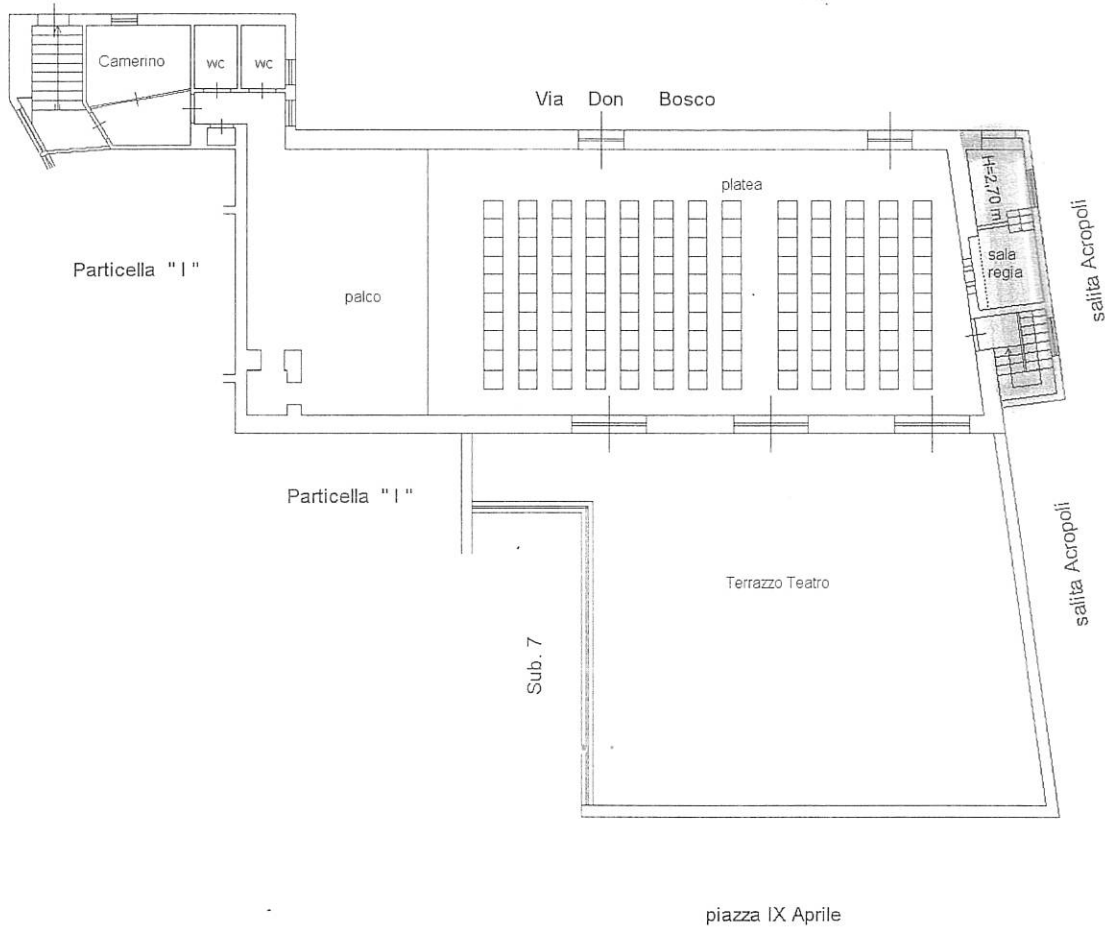 Camerino
wc
wc
Via Don Bosco
platea
H=2,70 m
sala
regia
salita Acropoli
Particella "I"
palco
Particella "I"
salita Acropoli
Terrazzo Teatro
Sub. 7
piazza IX Aprile